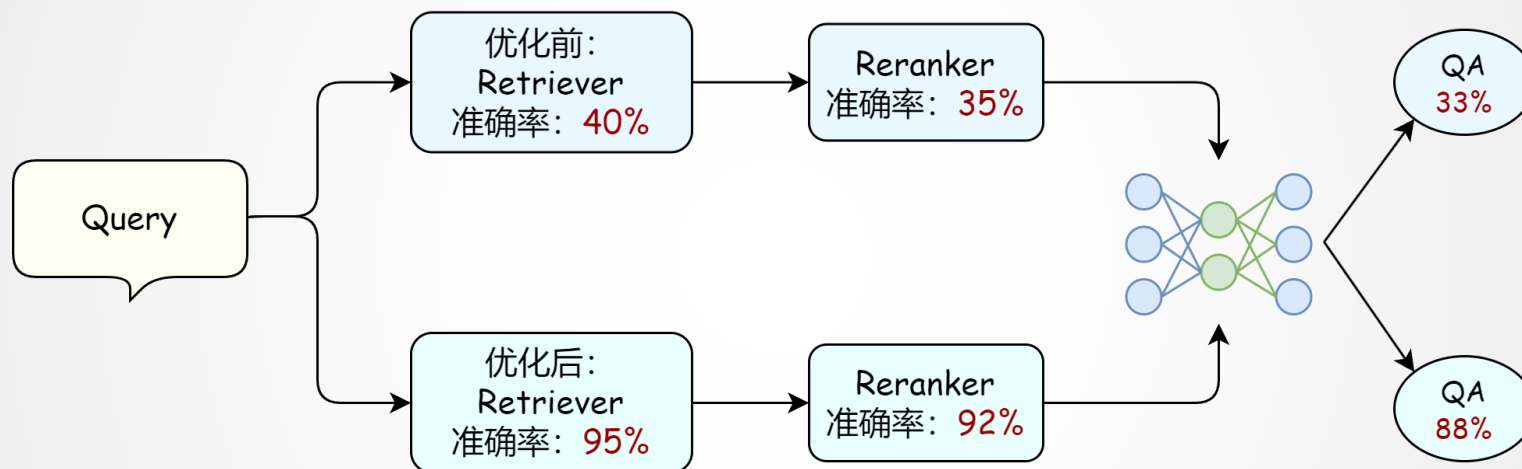 Query
优化前：
Retriever
准确率：40%
Reranker
准确率：35%
QA
33%
优化后：
Retriever
准确率：95%
Reranker
准确率：92%
QA
88%